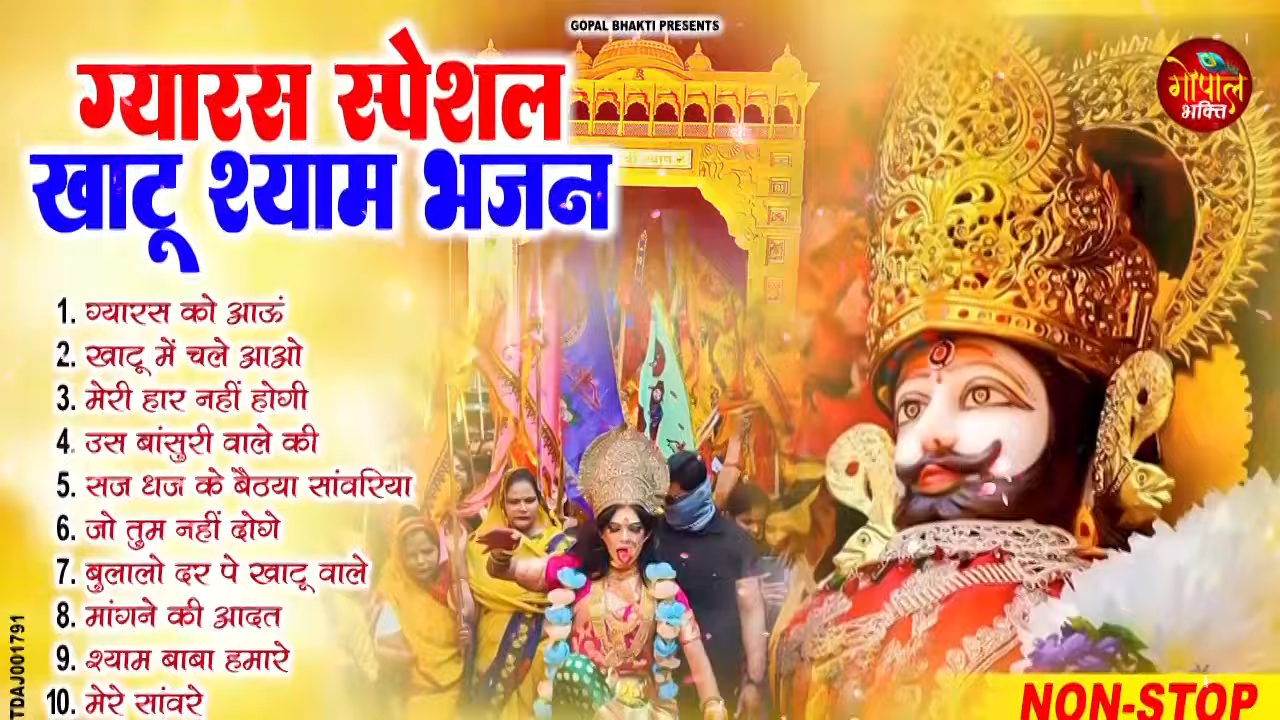 GOPAL BHAKTI PRESENTS
ग्यारस स्पेशल
खाटू श्याम भजन
गोपाल
भक्ति
1. ग्यारस को आऊं
2. खाटू में चले आओ
3. मेरी हार नहीं होगी
4. उस बांसुरी वाले की
5. सज धज के बैठया सांवरिया
6. जो तुम नहीं दोगे
7. बुलालो दर पे खाटू वाले
8. मांगने की आदत
9. श्याम बाबा हमारे
10. मेरे सांवरे
TDAJ001791
NON-STOP